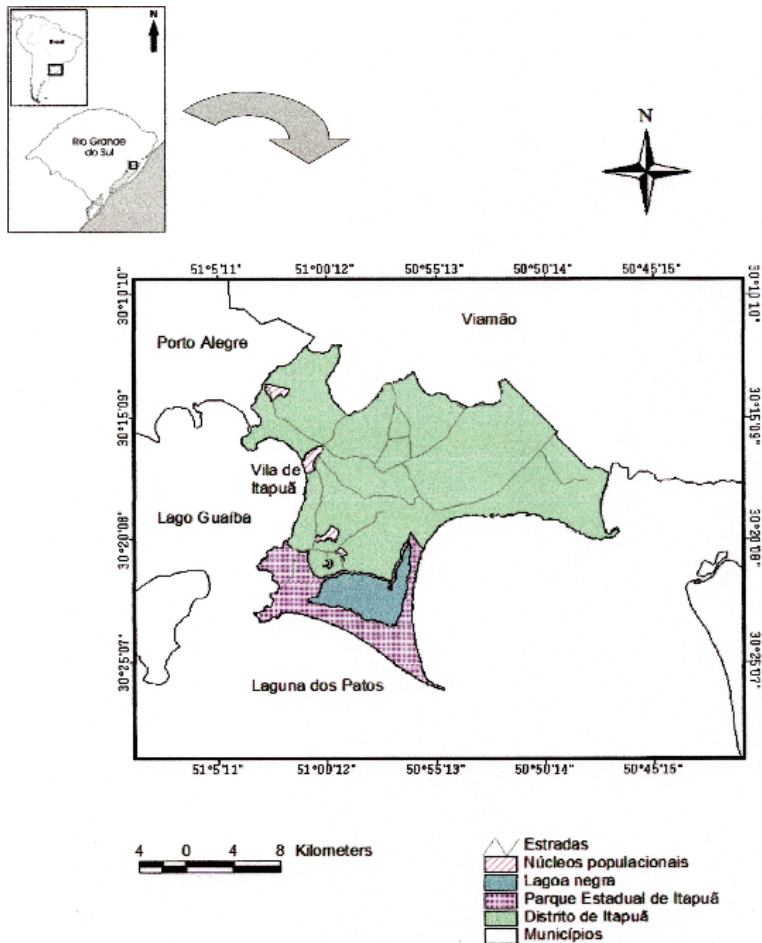 Brasil
N
Rio Grande
do Sul
N
51°5'11" 51°00'12" 50°55'13" 50°50'14" 50°45'15"
30°10'10" 30°10'10"
Viamão
Porto Alegre
30°15'09" 30°15'09"
Vila de
Itapuã
Lago Guaíba
30°20'08" 30°20'08"
30°25'07" 30°25'07"
Laguna dos Patos
51°5'11" 51°00'12" 50°55'13" 50°50'14" 50°45'15"
4 0 4 8 Kilometers
Estradas
Núcleos populacionais
Lagoa negra
Parque Estadual de Itapuã
Distrito de Itapuã
Municípios